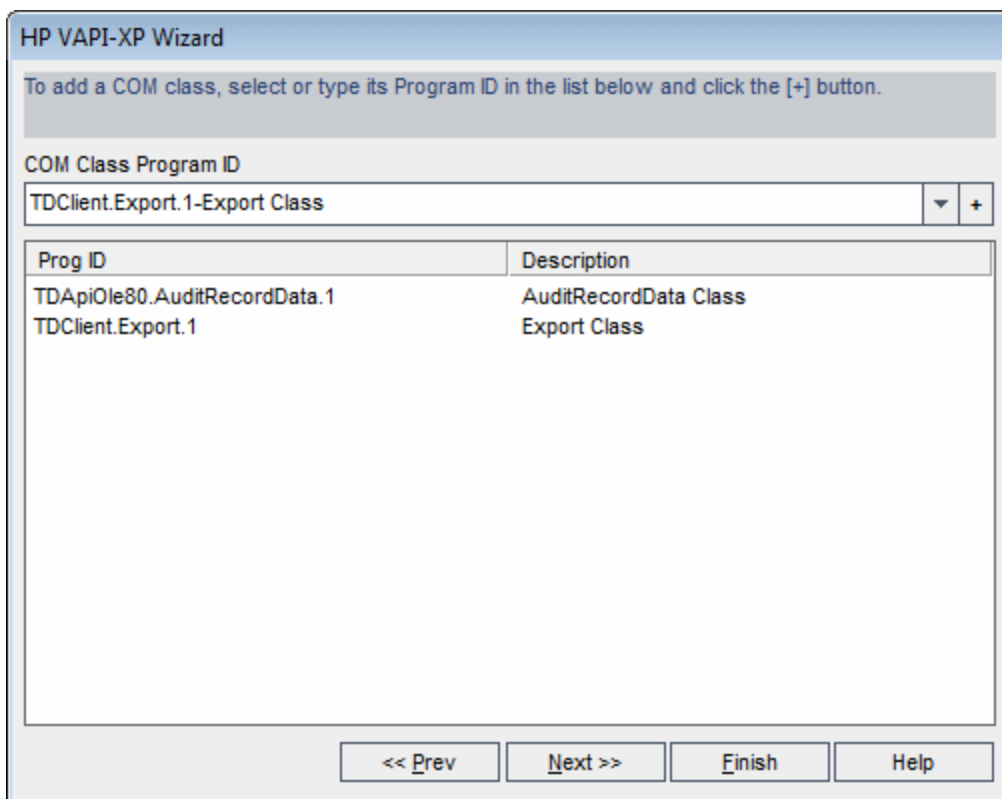 HP VAPI-XP Wizard
To add a COM class, select or type its Program ID in the list below and click the [+] button.
COM Class Program ID
TDClient.Export.1-Export Class +
Prog ID Description
TDApiOle80.AuditRecordData.1 AuditRecordData Class
TDClient.Export.1 Export Class
<< Prev Next >> Finish Help